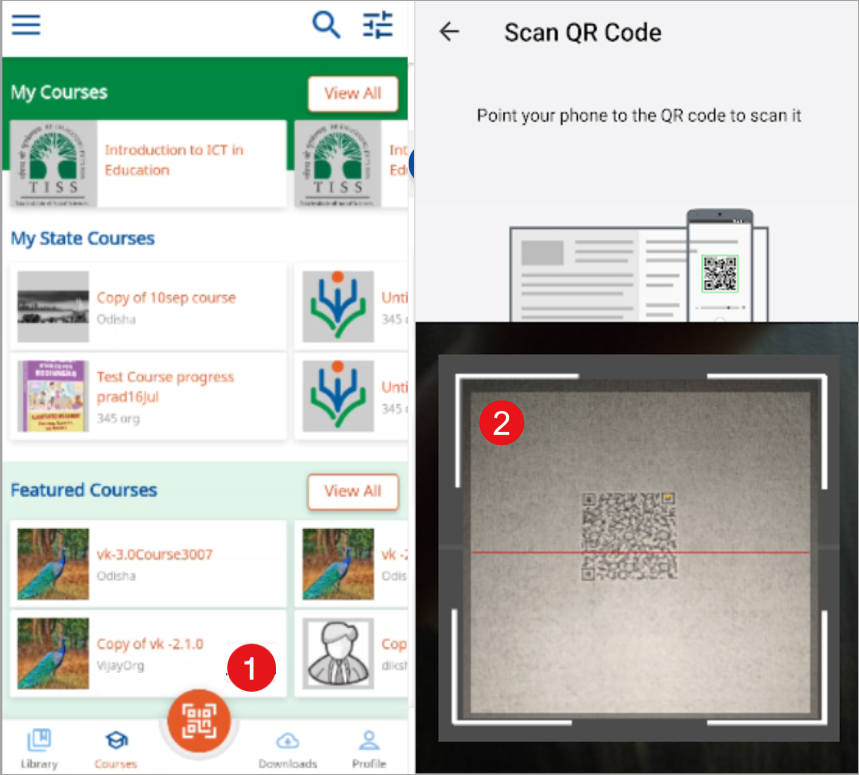 My Courses
View All
Introduction to ICT in
Education
TISS
TISS
Int
Ed
My State Courses
Copy of 10sep course
Odisha
Unti
345
Test Course progress
prad16Jul
345 org
Unti
345
Featured Courses
View All
vk-3.0Course3007
Odisha
vk -2
Odis
Copy of vk -2.1.0
VijayOrg
Cop
diksh
1
Library
Courses
Downloads
Profile
Scan QR Code
Point your phone to the QR code to scan it
2